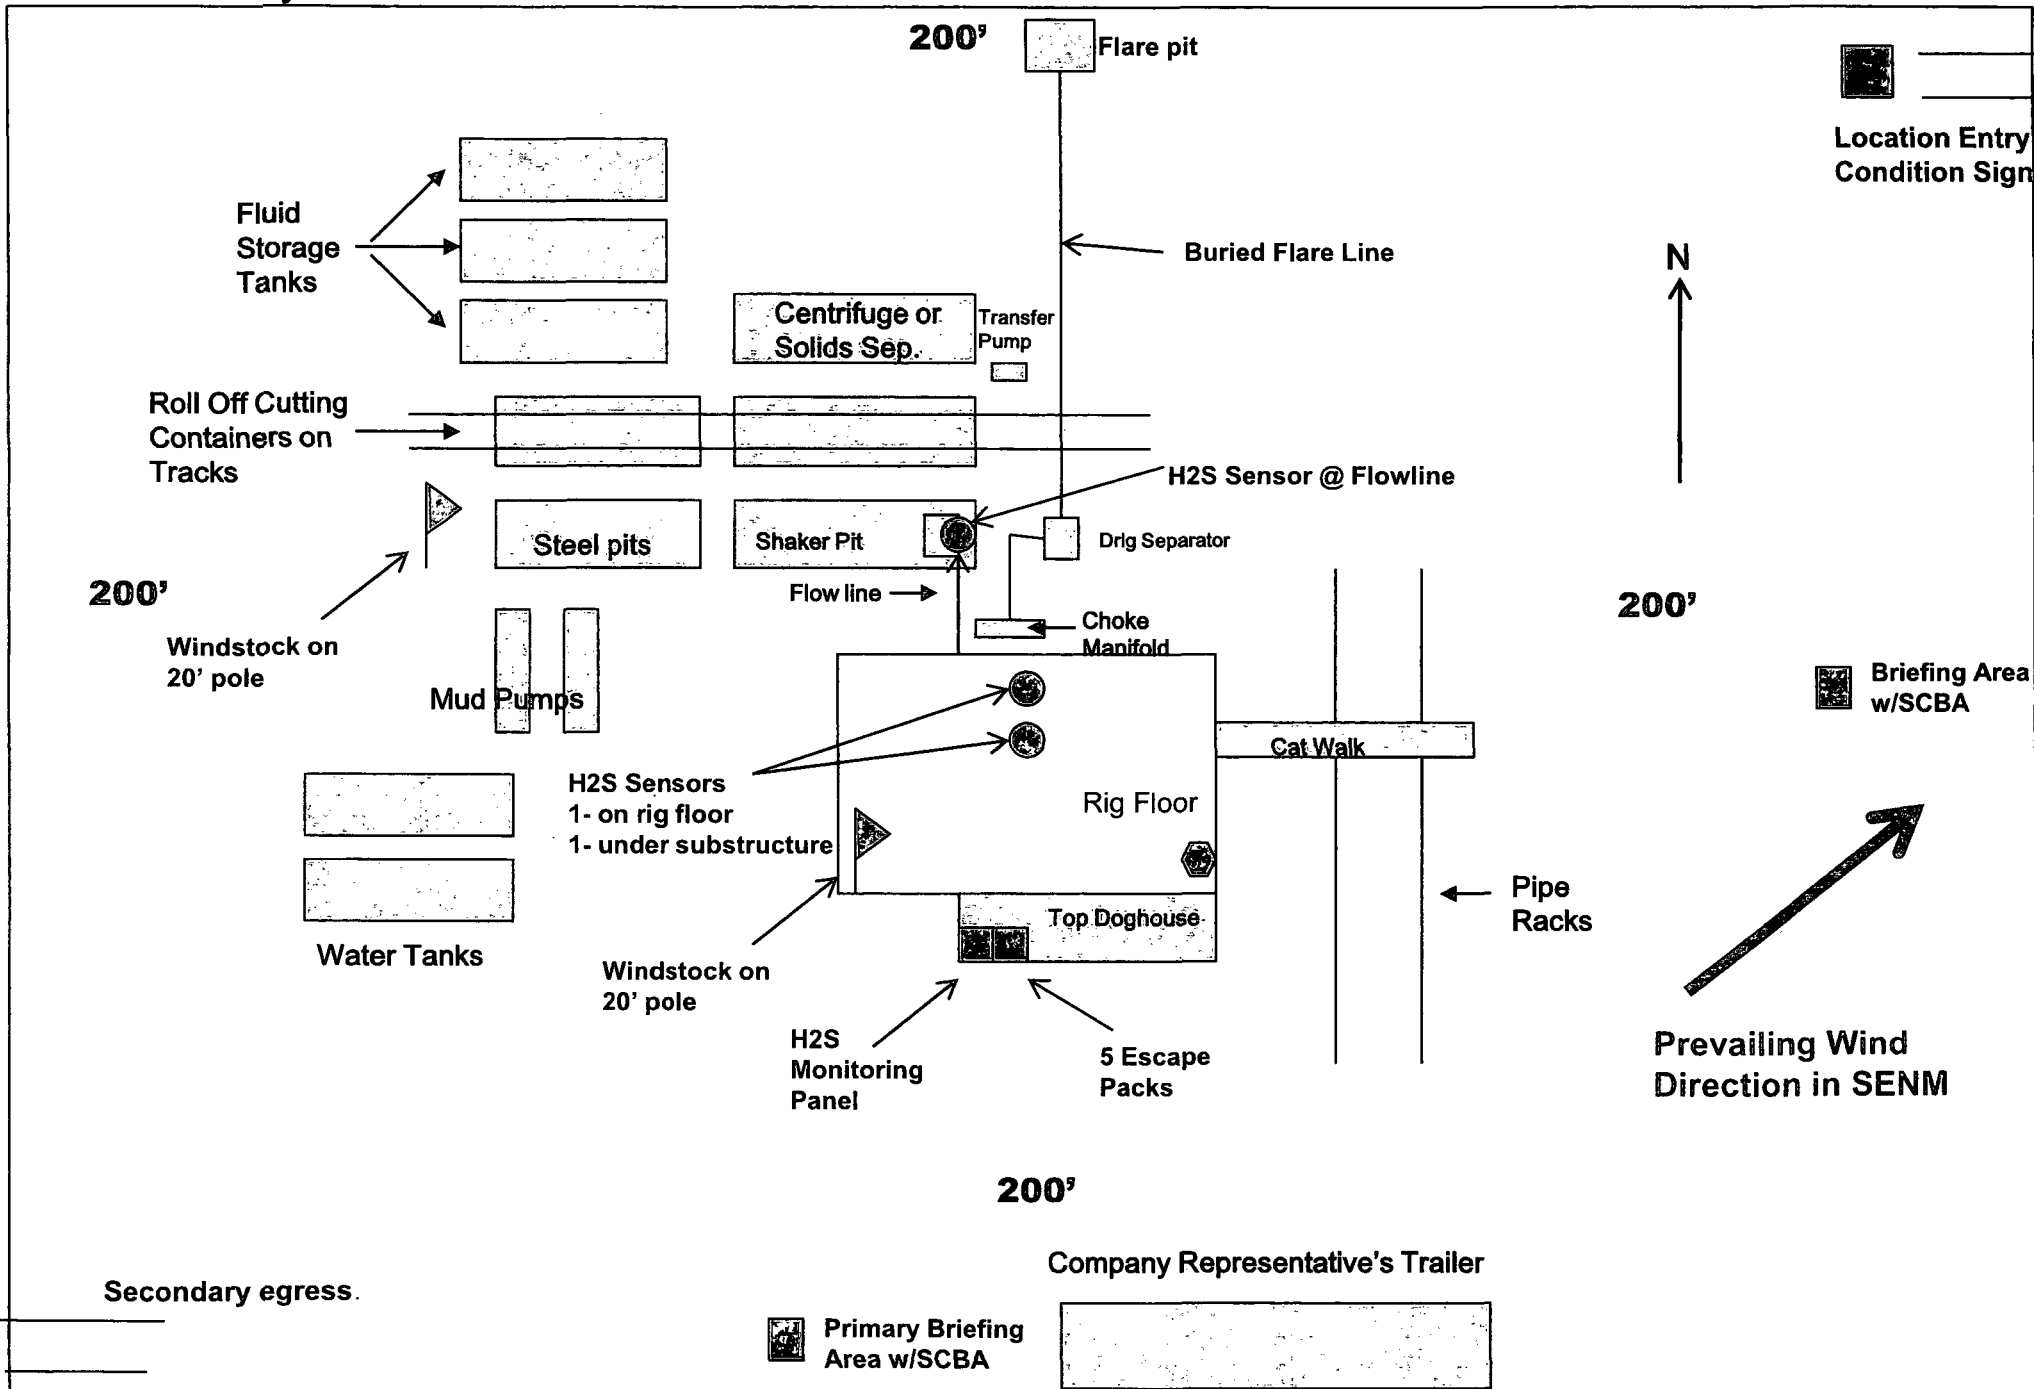 200’
Flare pit
Location Entry
Condition Sign
Fluid
Storage
Tanks
Buried Flare Line
N
Centrifuge or
Solids Sep.
Transfer
Pump
Roll Off Cutting
Containers on
Tracks
H2S Sensor @ Flowline
Steel pits
Shaker Pit
Drlg Separator
200’
Flow line
200’
Windstock on
20’ pole
Choke
Manifold
Mud Pumps
Briefing Area
w/SCBA
Cat Walk
H2S Sensors
1- on rig floor
1- under substructure
Rig Floor
Pipe
Racks
Top Doghouse
Water Tanks
Windstock on
20’ pole
H2S
Monitoring
Panel
5 Escape
Packs
Prevailing Wind
Direction in SENM
200’
Company Representative’s Trailer
Secondary egress.
Primary Briefing
Area w/SCBA